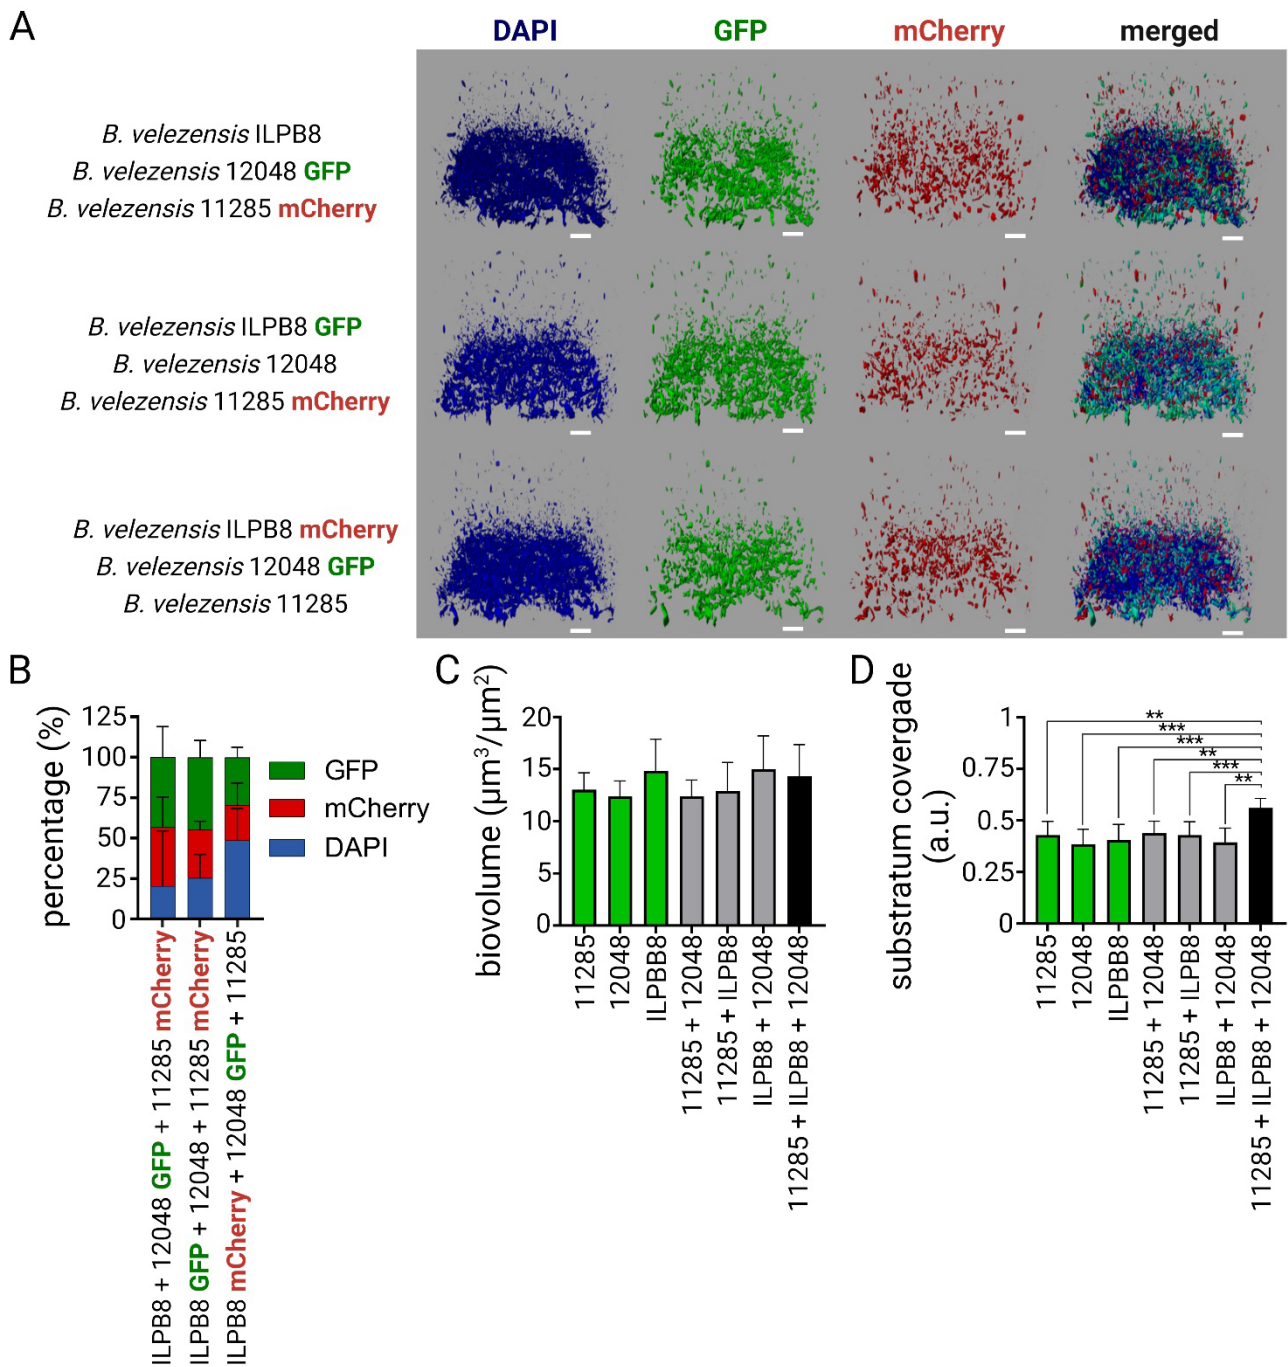 A
DAPI GFP mCherry merged
B. velezensis ILPB8
B. velezensis 12048 GFP
B. velezensis 11285 mCherry
B. velezensis ILPB8 GFP
B. velezensis 12048
B. velezensis 11285 mCherry
B. velezensis ILPB8 mCherry
B. velezensis 12048 GFP
B. velezensis 11285
B
percentage (%)
125
100
75
50
25
0
GFP
mCherry
DAPI
ILPB8 + 12048 GFP + 11285 mCherry
ILPB8 GFP + 12048 + 11285 mCherry
ILPB8 mCherry + 12048 GFP + 11285
C
biovolume (µm³/µm²)
20
15
10
5
0
11285
12048
ILPBB8
11285 + 12048
11285 + ILPB8
ILPB8 + 12048
11285 + ILPB8 + 12048
D
substratum covergade
(a.u.)
1
0.75
0.5
0.25
0
**
***
***
**
***
**
11285
12048
ILPBB8
11285 + 12048
11285 + ILPB8
ILPB8 + 12048
11285 + ILPB8 + 12048